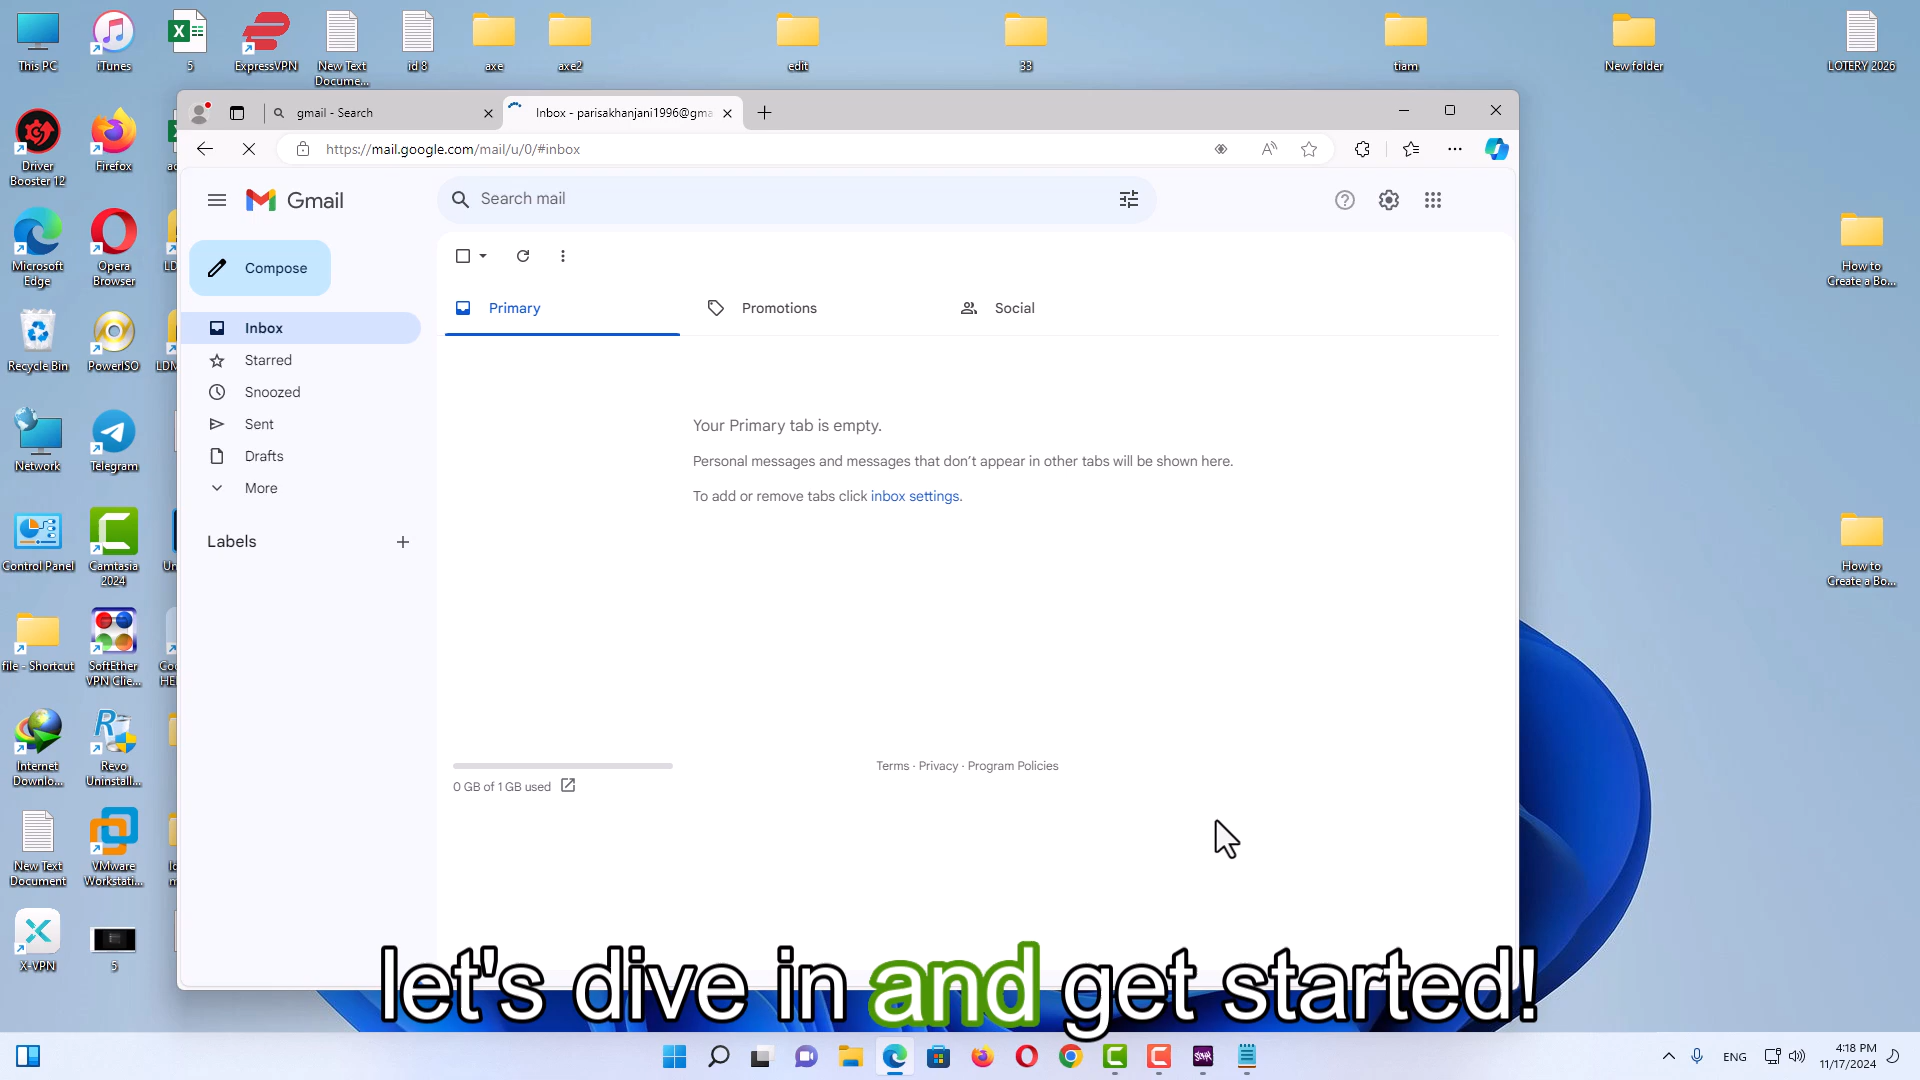 This PC
iTunes
5
ExpressVPN
New Text
Docume...
id 8
axe
axe2
edit
33
tiam
New folder
LOTERY 2026
gmail - Search
Inbox - parisakhanjani1996@gma
https://mail.google.com/mail/u/0/#inbox
Driver
Booster 12
Firefox
Gmail
Search mail
Compose
Microsoft
Edge
Opera
Browser
How to
Create a Bo...
Primary
Promotions
Social
Inbox
Starred
Snoozed
Sent
Drafts
More
Labels
Recycle Bin
PowerISO
Your Primary tab is empty.
Personal messages and messages that don’t appear in other tabs will be shown here.
To add or remove tabs click inbox settings.
Network
Telegram
Control Panel
Camtasia
2024
How to
Create a Bo...
file - Shortcut
SoftEther
VPN Clie...
Internet
Downlo...
Revo
Uninstall...
0 GB of 1 GB used
Terms · Privacy · Program Policies
New Text
Document
VMware
Workstati...
X-VPN
5
let's dive in and get started!
ENG
4:18 PM
11/17/2024